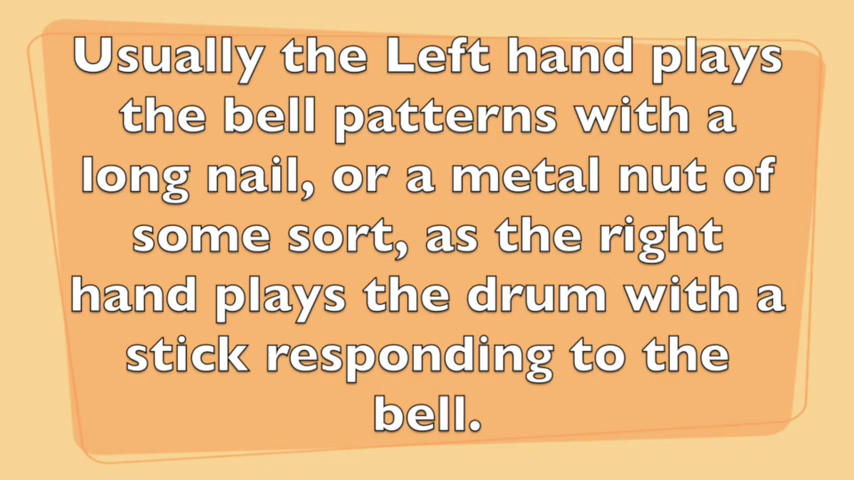 Usually the Left hand plays
the bell patterns with a
long nail, or a metal nut of
some sort, as the right
hand plays the drum with a
stick responding to the
bell.